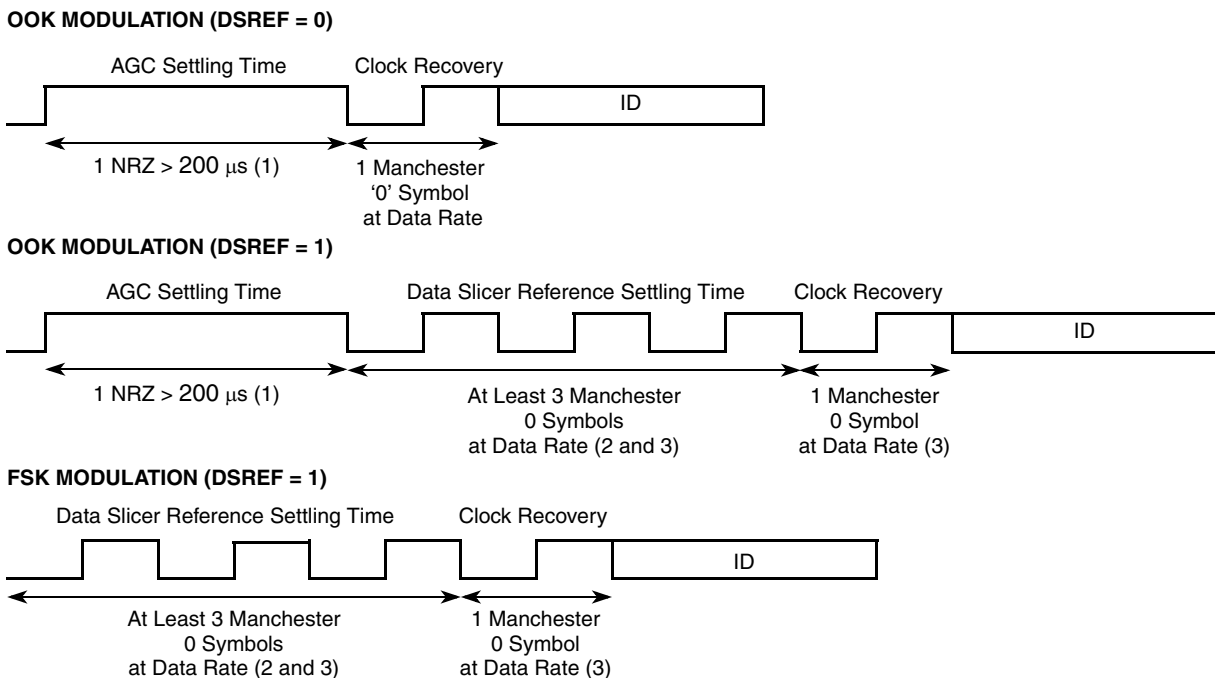 OOK MODULATION (DSREF = 0)
AGC Settling Time
Clock Recovery
ID
1 NRZ > 200 μs (1)
1 Manchester
‘0’ Symbol
at Data Rate
OOK MODULATION (DSREF = 1)
AGC Settling Time
Data Slicer Reference Settling Time
Clock Recovery
ID
1 NRZ > 200 μs (1)
At Least 3 Manchester
0 Symbols
at Data Rate (2 and 3)
1 Manchester
0 Symbol
at Data Rate (3)
FSK MODULATION (DSREF = 1)
Data Slicer Reference Settling Time
Clock Recovery
ID
At Least 3 Manchester
0 Symbols
at Data Rate (2 and 3)
1 Manchester
0 Symbol
at Data Rate (3)